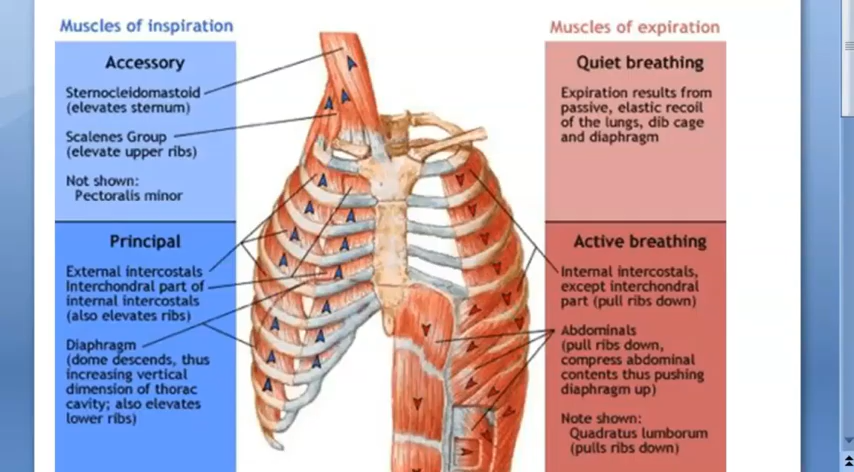 Muscles of inspiration
Accessory
Sternocleidomastoid
(elevates sternum)
Scalenes Group
(elevate upper ribs)
Not shown:
Pectoralis minor
Principal
External intercostals
Interchondral part of
internal intercostals
(also elevates ribs)
Diaphragm
(dome descends, thus
increasing vertical
dimension of thorac
cavity; also elevates
lower ribs)
Muscles of expiration
Quiet breathing
Expiration results from
passive, elastic recoil
of the lungs, dib cage
and diaphragm
Active breathing
Internal intercostals,
except interchondral
part (pull ribs down)
Abdominals
(pull ribs down,
compress abdominal
contents thus pushing
diaphragm up)
Note shown:
Quadratus lumborum
(pulls ribs down)